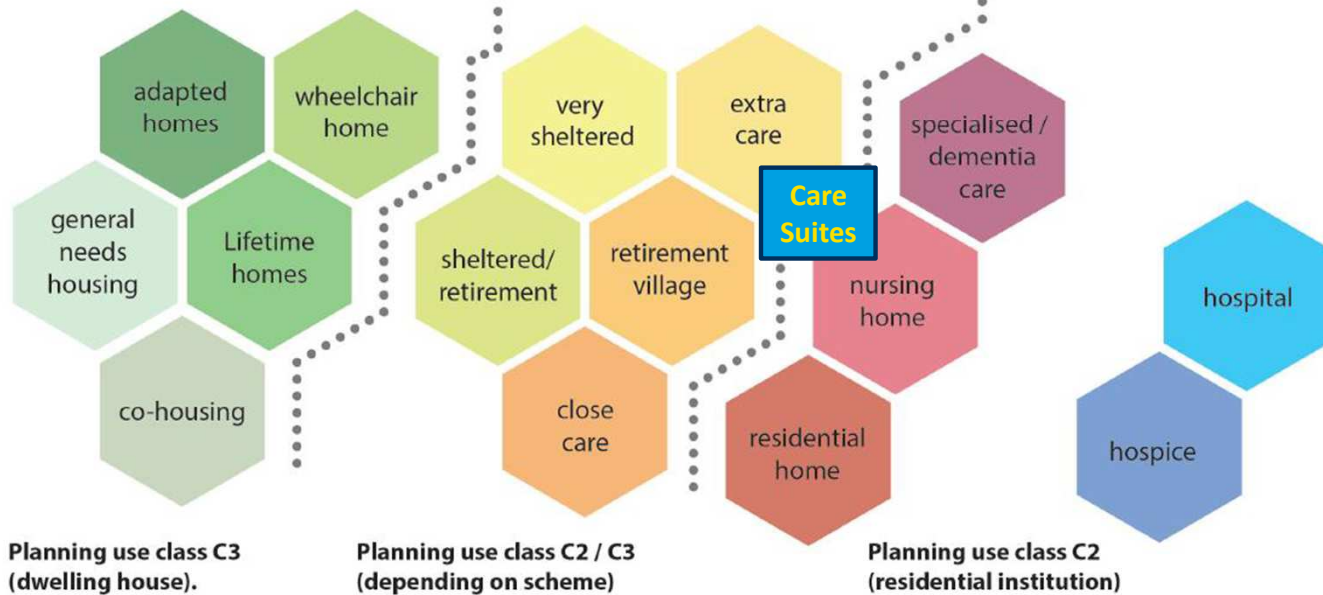 adapted
homes
wheelchair
home
general
needs
housing
Lifetime
homes
co-housing
very
sheltered
extra
care
sheltered/
retirement
retirement
village
close
care
Care
Suites
specialised /
dementia
care
nursing
home
residential
home
hospital
hospice
Planning use class C3
(dwelling house).
Planning use class C2 / C3
(depending on scheme)
Planning use class C2
(residential institution)